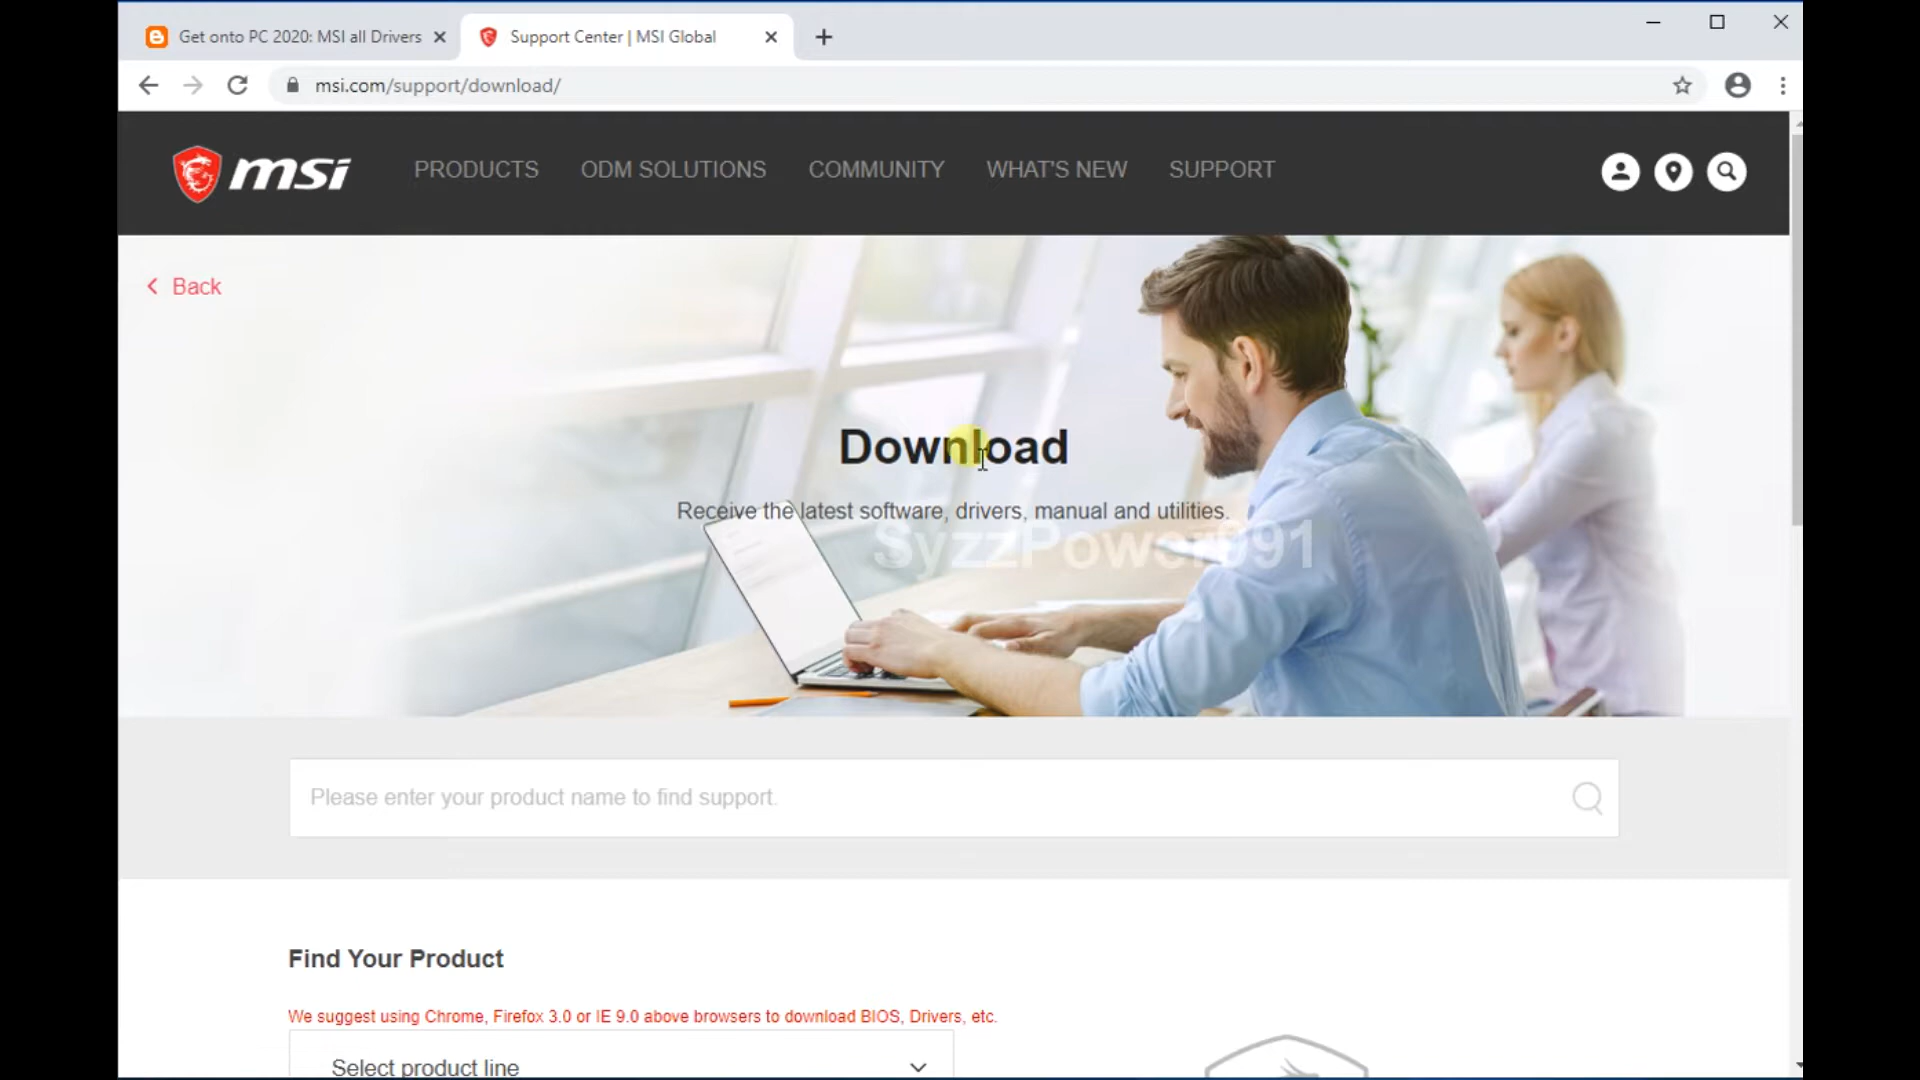 Get onto PC 2020: MSI all Drivers
Support Center | MSI Global
msi.com/support/download/
msi
PRODUCTS
ODM SOLUTIONS
COMMUNITY
WHAT'S NEW
SUPPORT
Back
Download
Receive the latest software, drivers, manual and utilities.
SyzzPower991
Please enter your product name to find support.
Find Your Product
We suggest using Chrome, Firefox 3.0 or IE 9.0 above browsers to download BIOS, Drivers, etc.
Select product line